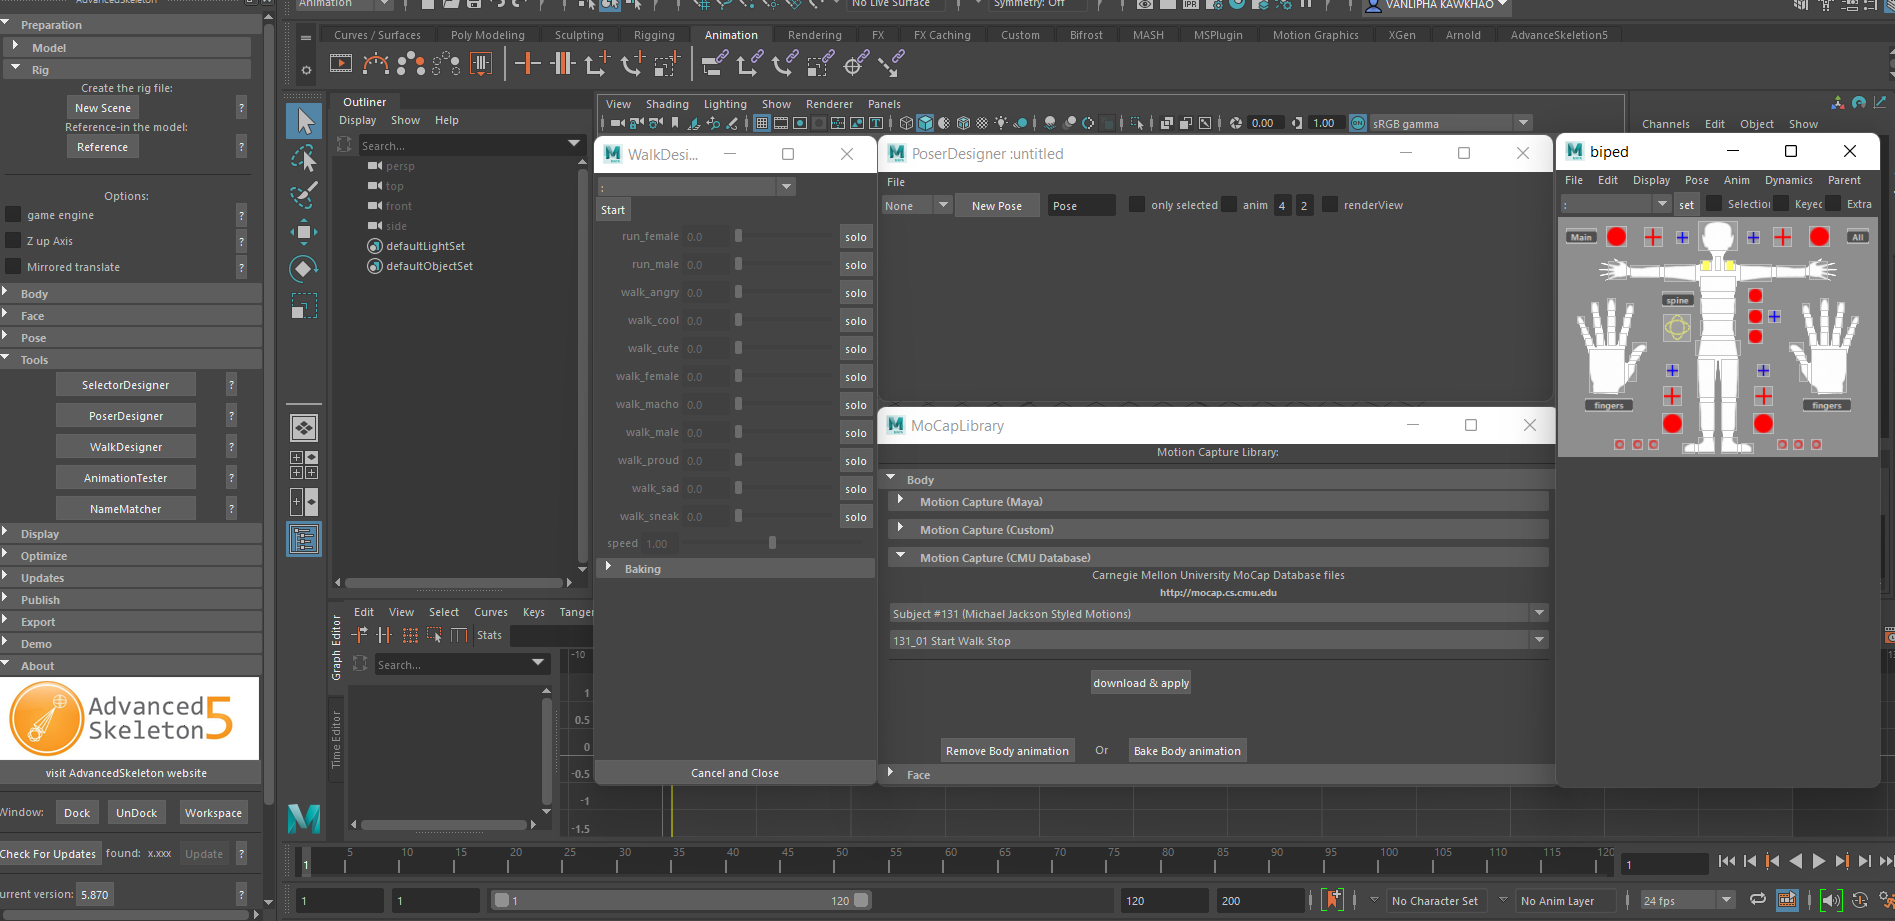 AdvancedSkeleton
Preparation
Model
Rig
Create the rig file:
New Scene
?
Reference-in the model:
Reference
?
Options:
game engine
?
Z up Axis
?
Mirrored translate
?
Body
Face
Pose
Tools
SelectorDesigner
?
PoserDesigner
?
WalkDesigner
?
AnimationTester
?
NameMatcher
?
Display
Optimize
Updates
Publish
Export
Demo
About
Advanced
Skeleton
5
visit AdvancedSkeleton website
Window:
Dock
UnDock
Workspace
Check For Updates
found:
x.xxx
Update
?
urrent version:
5.870
?
Animation
No Live Surface
Symmetry: Off
IPR
VANLIPHA KAWKHAO
Curves / Surfaces
Poly Modeling
Sculpting
Rigging
Animation
Rendering
FX
FX Caching
Custom
Bifrost
MASH
MSPlugin
Motion Graphics
XGen
Arnold
AdvanceSkeleton5
Outliner
Display
Show
Help
Search...
persp
top
front
side
defaultLightSet
defaultObjectSet
View
Shading
Lighting
Show
Renderer
Panels
0.00
1.00
ON
sRGB gamma
Channels
Edit
Object
Show
WalkDesi...
:
Start
run_female 0.0 solo
run_male 0.0 solo
walk_angry 0.0 solo
walk_cool 0.0 solo
walk_cute 0.0 solo
walk_female 0.0 solo
walk_macho 0.0 solo
walk_male 0.0 solo
walk_proud 0.0 solo
walk_sad 0.0 solo
walk_sneak 0.0 solo
speed 1.00
Baking
Cancel and Close
PoserDesigner :untitled
File
None
New Pose
Pose
only selected
anim
4
2
renderView
MoCapLibrary
Motion Capture Library:
Body
Motion Capture (Maya)
Motion Capture (Custom)
Motion Capture (CMU Database)
Carnegie Mellon University MoCap Database files
http://mocap.cs.cmu.edu
Subject #131 (Michael Jackson Styled Motions)
131_01 Start Walk Stop
download & apply
Remove Body animation
Or
Bake Body animation
Face
biped
File
Edit
Display
Pose
Anim
Dynamics
Parent
:
set
Selection
Keyed
Extra
Main
All
spine
fingers
fingers
Graph Editor
Time Editor
Edit
View
Select
Curves
Keys
Tangen
Stats
Search...
-10
1
0.5
0
-0.5
-1
-1.5
1
5
10
15
20
25
30
35
40
45
50
55
60
65
70
75
80
85
90
95
100
105
110
115
120
1
1
1
1
120
120
200
No Character Set
No Anim Layer
24 fps